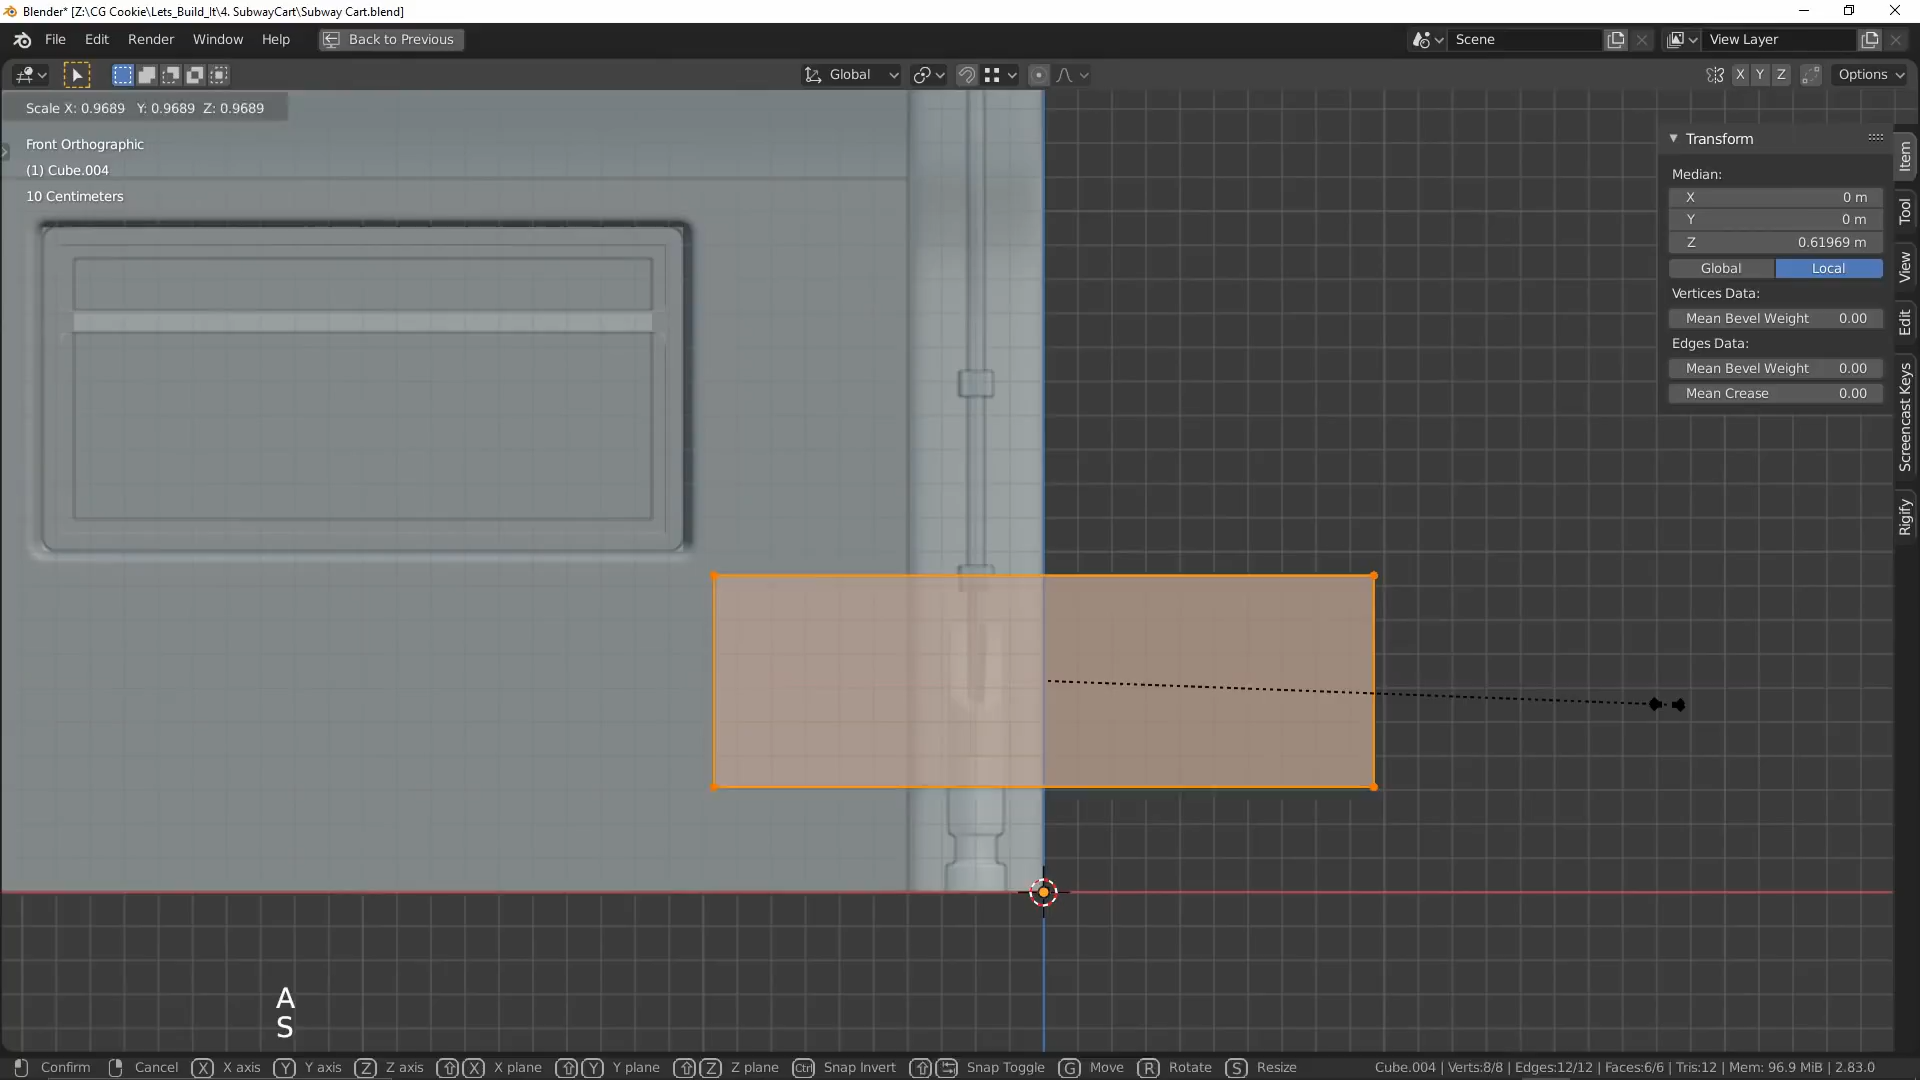 Blender* [Z:\CG Cookie\Lets_Build_It\4. SubwayCart\Subway Cart.blend]
File Edit Render Window Help Back to Previous Scene View Layer
Global X Y Z Options
Scale X: 0.9689 Y: 0.9689 Z: 0.9689
Front Orthographic
(1) Cube.004
10 Centimeters
Transform
Median:
X 0 m
Y 0 m
Z 0.61969 m
Global Local
Vertices Data:
Mean Bevel Weight 0.00
Edges Data:
Mean Bevel Weight 0.00
Mean Crease 0.00
Item
Tool
View
Edit
Screencast Keys
Rigify
A
S
Confirm Cancel X X axis Y Y axis Z Z axis X X plane Y Y plane Z Z plane Ctrl Snap Invert Snap Toggle G Move R Rotate S Resize Cube.004 | Verts:8/8 | Edges:12/12 | Faces:6/6 | Tris:12 | Mem: 96.9 MiB | 2.83.0